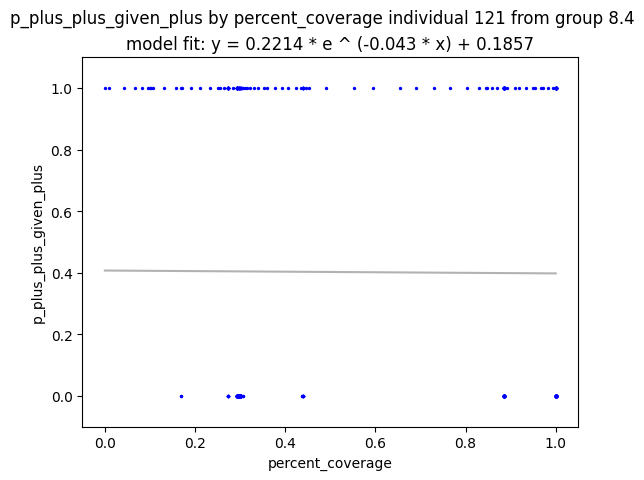 p_plus_plus_given_plus by percent_coverage individual 121 from group 8.4
model fit: y = 0.2214 * e ^ (-0.043 * x) + 0.1857
1.0
0.8
0.6
0.4
0.2
0.0
p_plus_plus_given_plus
0.0 0.2 0.4 0.6 0.8 1.0
percent_coverage